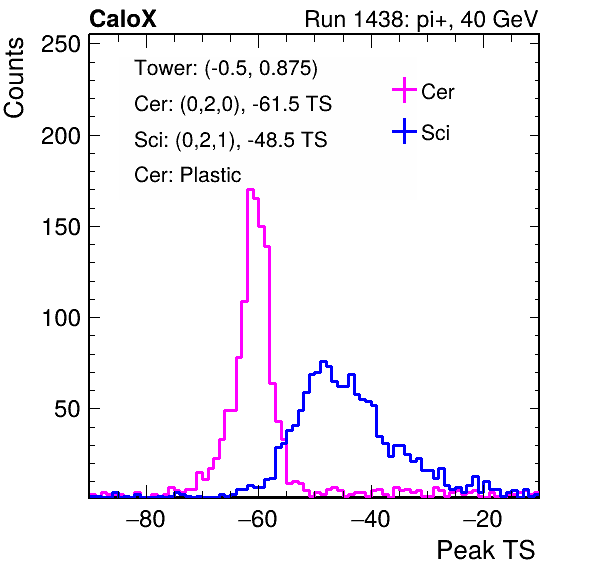 CaloX Run 1438: pi+, 40 GeV
Counts
250
200
150
100
50
Tower: (-0.5, 0.875)
Cer: (0,2,0), -61.5 TS
Sci: (0,2,1), -48.5 TS
Cer: Plastic
Cer
Sci
−80 −60 −40 −20
Peak TS